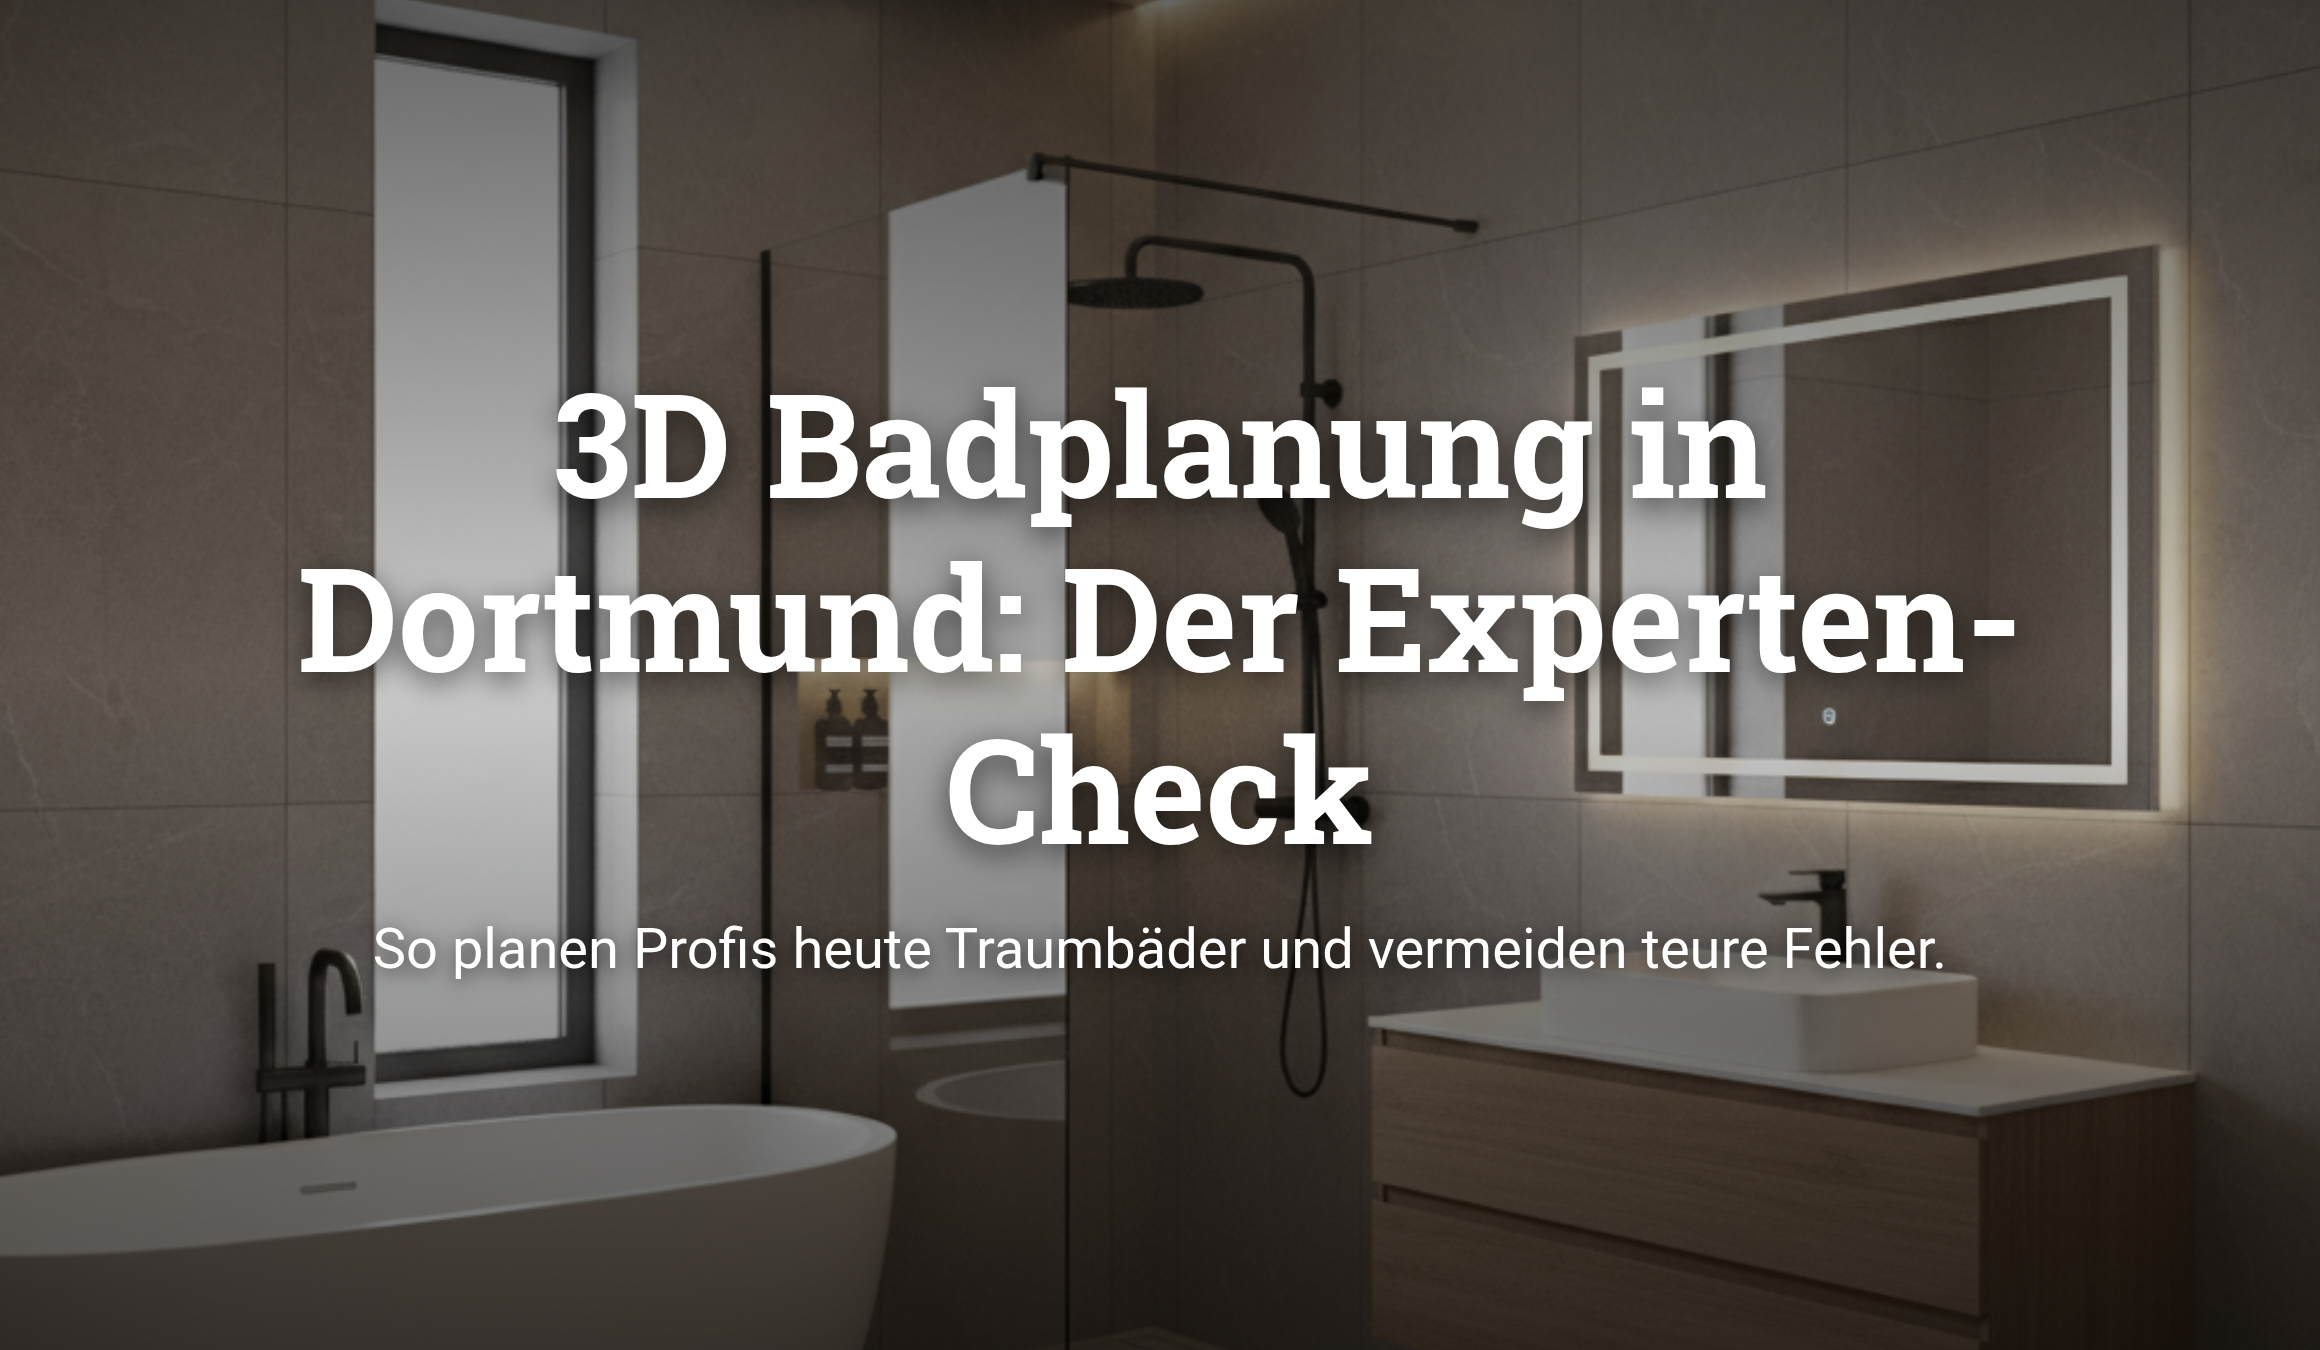 3D Badplanung in
Dortmund: Der Experten-
Check
So planen Profis heute Traumbäder und vermeiden teure Fehler.